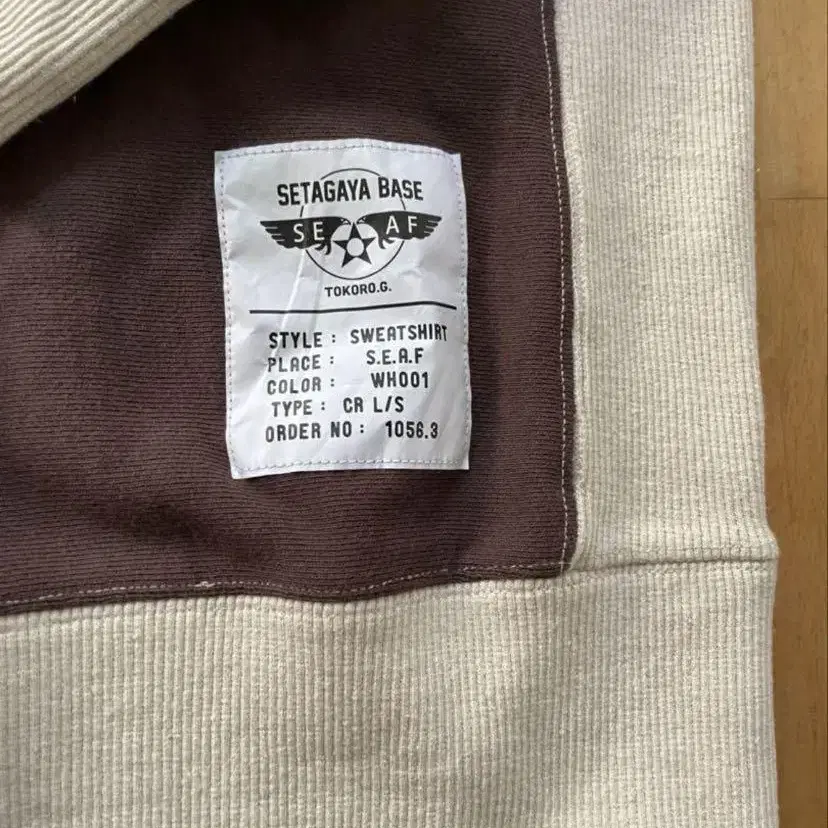 SETAGAYA BASE
SE AF
TOKORO.G.
STYLE : SWEATSHIRT
PLACE : S.E.A.F
COLOR : WH001
TYPE : CR L/S
ORDER NO : 1056.3